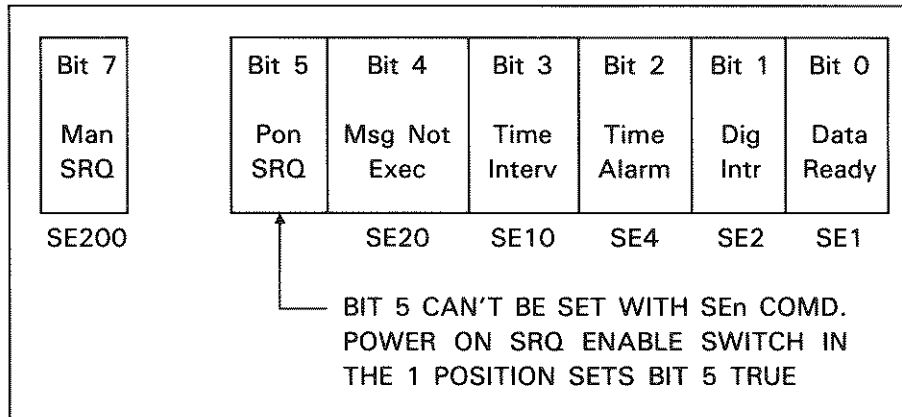 Bit 7 Bit 5 Bit 4 Bit 3 Bit 2 Bit 1 Bit 0
Man Pon Msg Not Time Time Dig Data
SRQ SRQ Exec Interv Alarm Intr Ready
SE200 SE20 SE10 SE4 SE2 SE1
BIT 5 CAN'T BE SET WITH SEn COMD.
POWER ON SRQ ENABLE SWITCH IN
THE 1 POSITION SETS BIT 5 TRUE